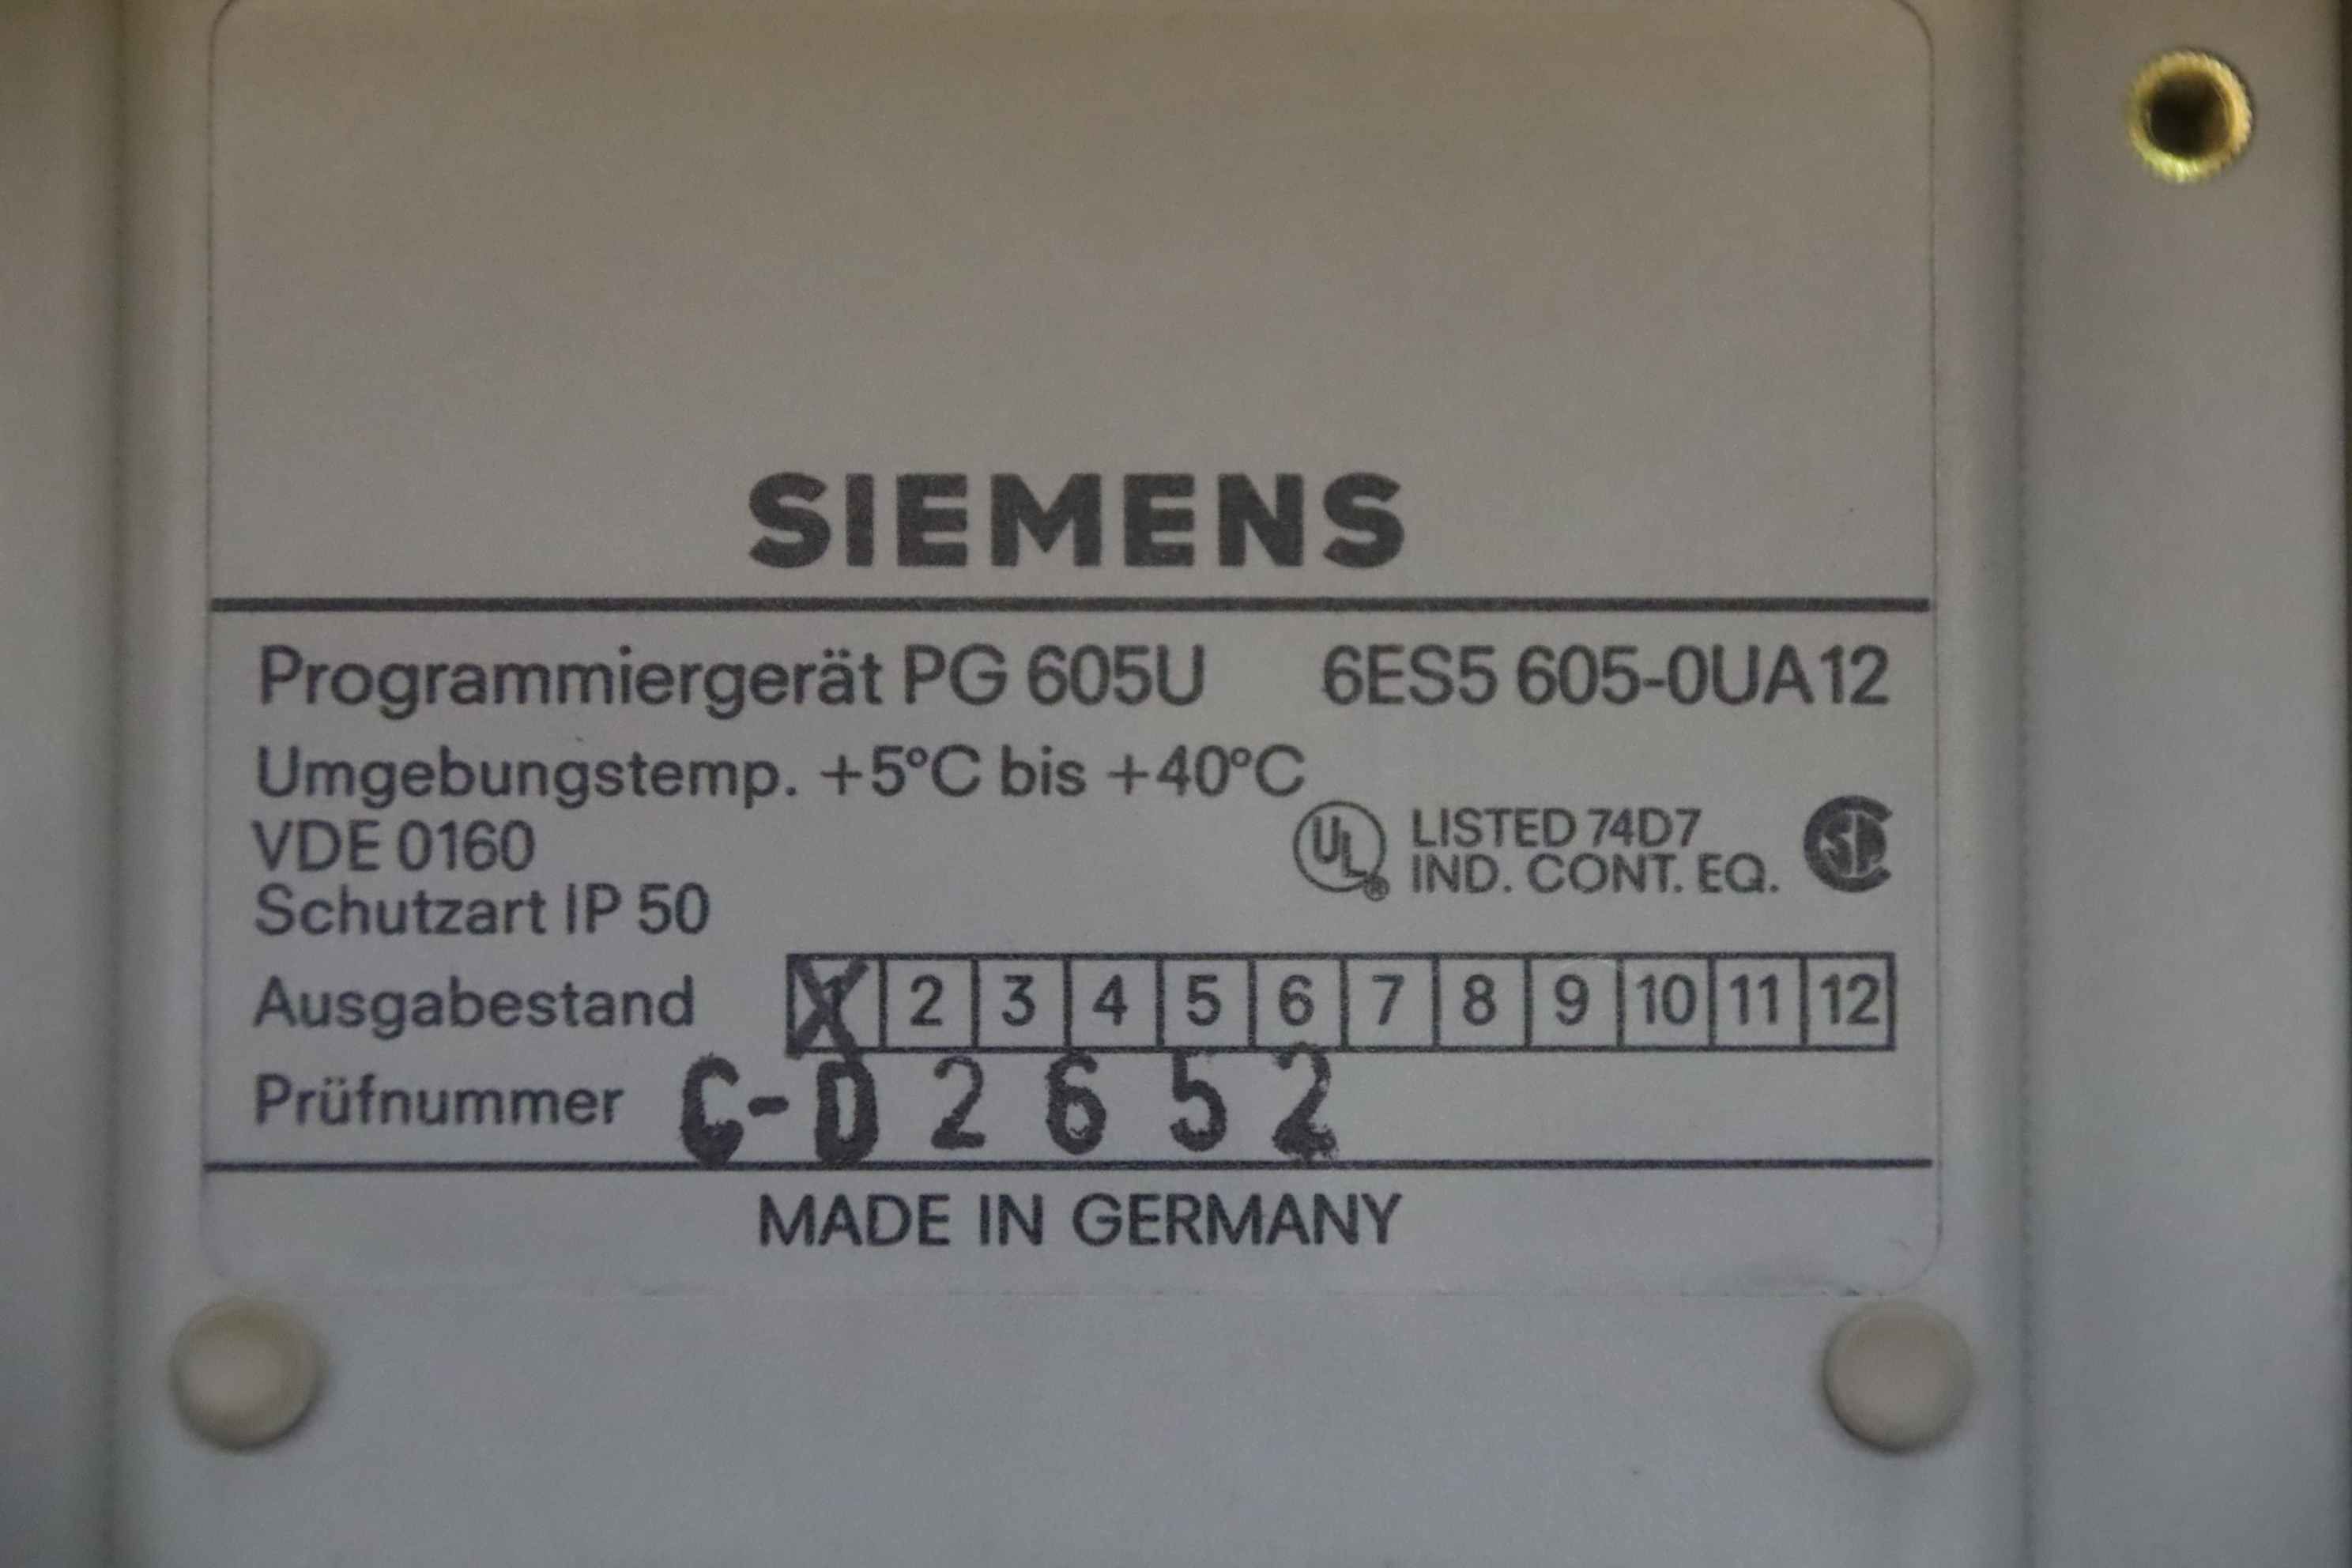 SIEMENS
Programmiergerät PG 605U 6ES5 605-0UA12
Umgebungstemp. +5°C bis +40°C
VDE 0160
UL® LISTED 74D7
IND. CONT. EQ. SA
Schutzart IP 50
Ausgabestand 1 2 3 4 5 6 7 8 9 10 11 12
Prüfnummer C-D 2 6 5 2
MADE IN GERMANY